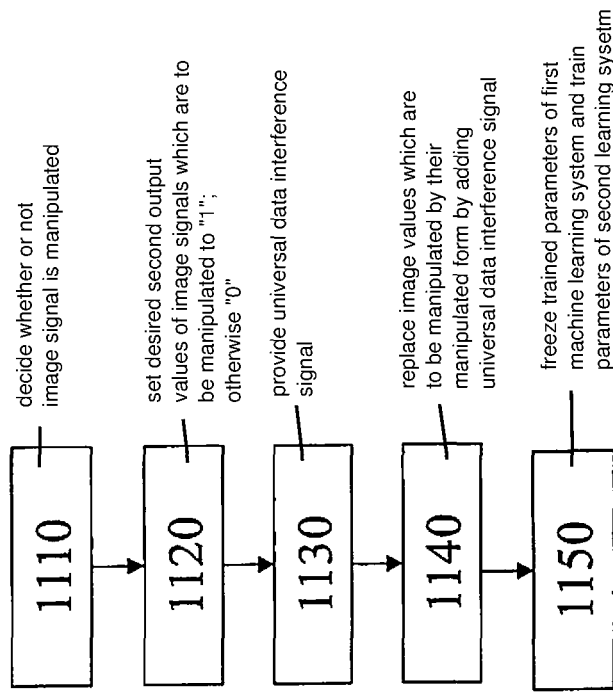 1110
decide whether or not
image signal is manipulated
1120
set desired second output
values of image signals which are to
be manipulated to "1";
otherwise "0"
1130
provide universal data interference
signal
1140
replace image values which are
to be manipulated by their
manipulated form by adding
universal data interference signal
1150
freeze trained parameters of first
machine learning system and train
parameters of second learning sysetm